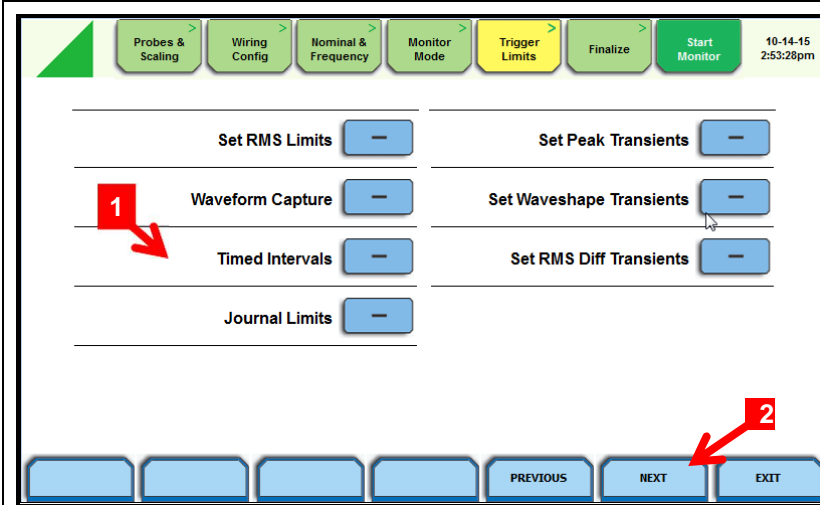 > > > > > >
Probes &
Scaling
Wiring
Config
Nominal &
Frequency
Monitor
Mode
Trigger
Limits
Finalize
Start
Monitor
10-14-15
2:53:28pm
Set RMS Limits
Set Peak Transients
Waveform Capture
Set Waveshape Transients
1
Timed Intervals
Set RMS Diff Transients
Journal Limits
2
PREVIOUS
NEXT
EXIT